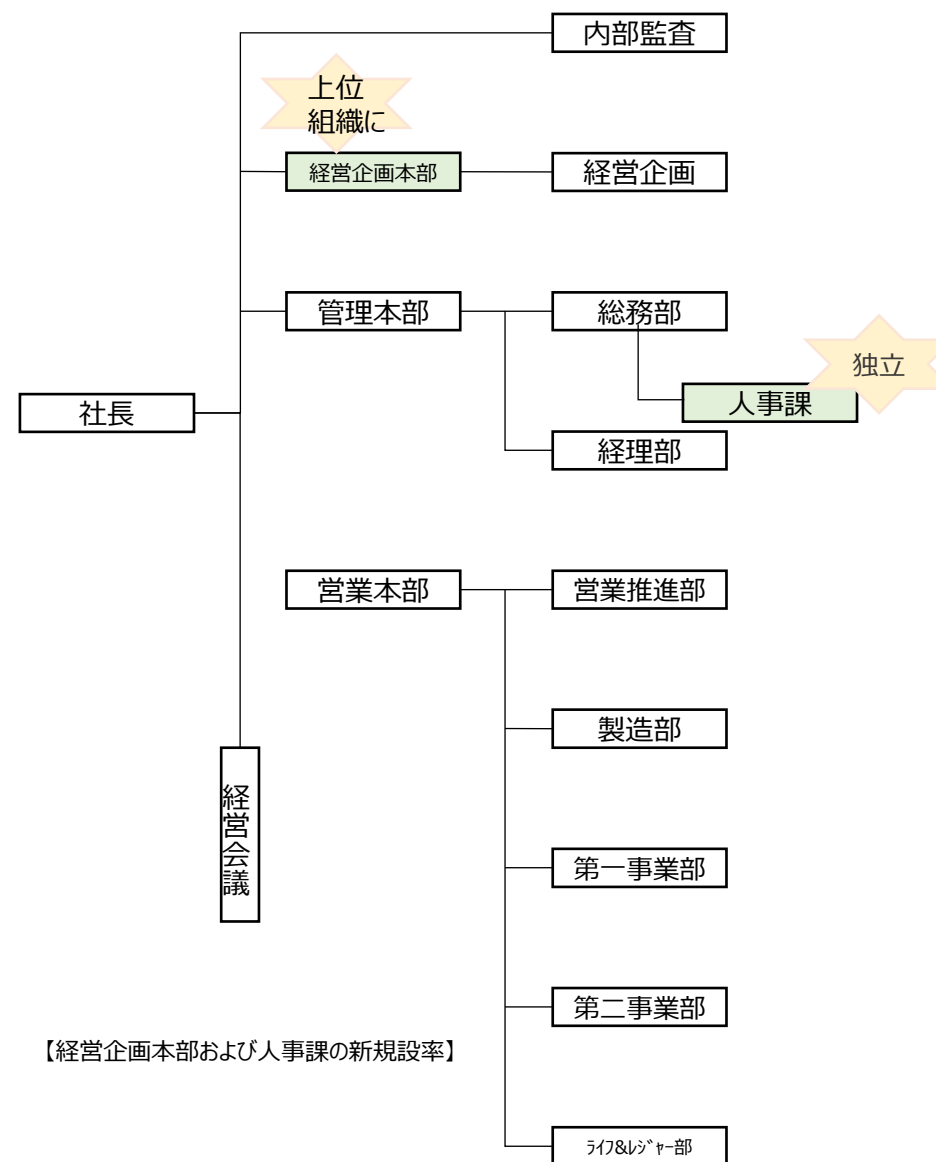 内部監査
上位
組織に
経営企画本部
経営企画
管理本部
総務部
独立
人事課
社長
経理部
営業本部
営業推進部
製造部
経営会議
第一事業部
第二事業部
【経営企画本部および人事課の新規設率】
ﾗｲﾌ&ﾚｼﾞｬｰ部